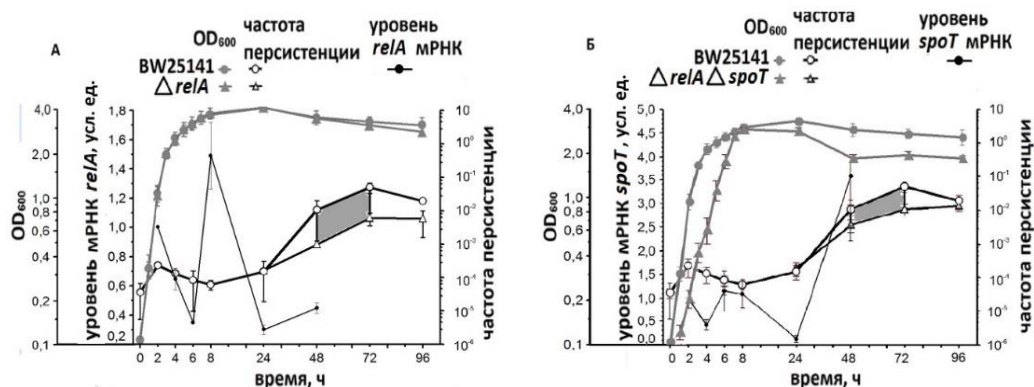 А
OD₆₀₀ частота персистенции уровень relA мРНК
BW25141
△ relA
OD₆₀₀
4,0
2,0
1,0
0,8
0,6
0,4
0,2
0,1
уровень мРНК relA, усл. ед.
1,8
1,6
1,4
1,2
1,0
0,8
0,6
0,4
0,2
частота персистенции
10
10⁰
10⁻¹
10⁻²
10⁻³
10⁻⁴
10⁻⁵
10⁻⁶
0 2 4 6 8 24 48 72 96
время, ч
Б
OD₆₀₀ частота персистенции уровень spoT мРНК
BW25141
△ relA △ spoT
OD₆₀₀
4,0
2,0
1,0
0,8
0,6
0,4
0,2
0,1
уровень мРНК spoT, усл. ед.
5,0
4,5
4,0
3,5
3,0
2,5
2,0
1,5
1,0
0,5
0,0
частота персистенции
10
10⁰
10⁻¹
10⁻²
10⁻³
10⁻⁴
10⁻⁵
10⁻⁶
0 2 4 6 8 24 48 72 96
время, ч